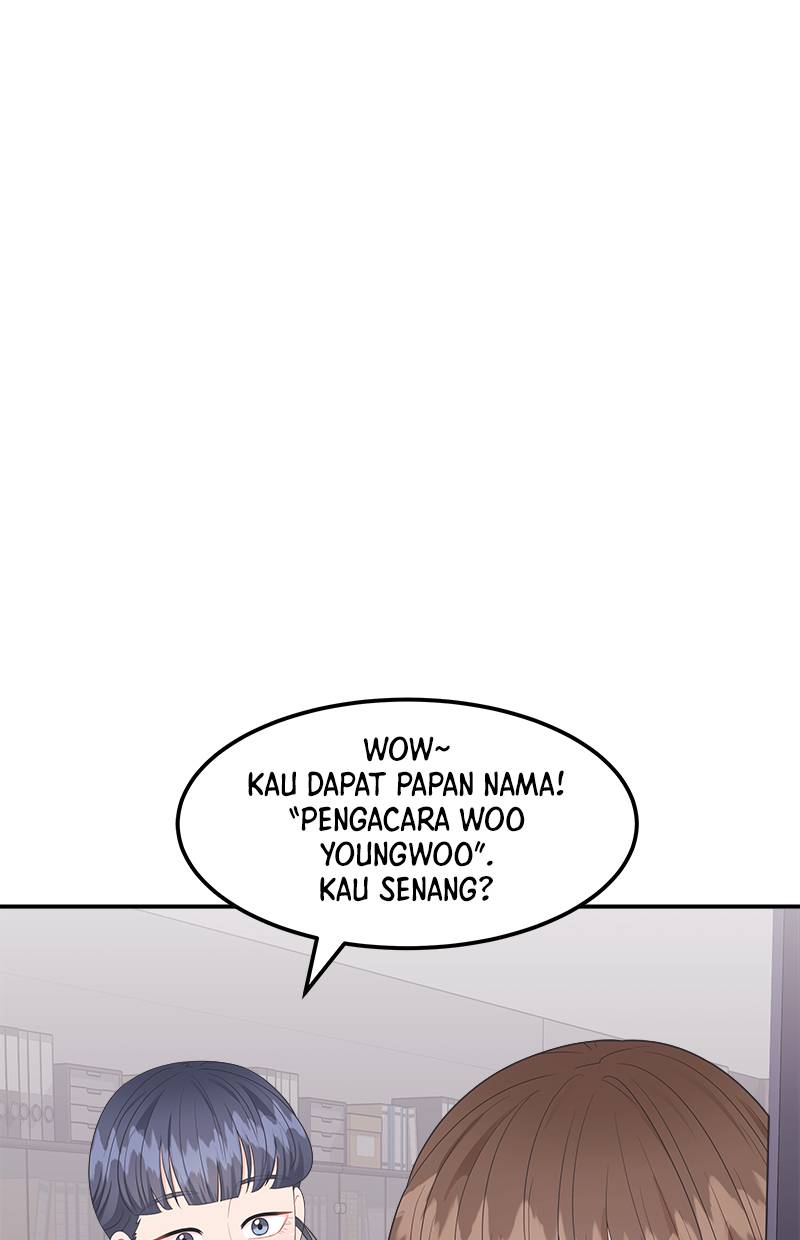 WOW~
KAU DAPAT PAPAN NAMA!
“PENGACARA WOO
YOUNGWOO”.
KAU SENANG?